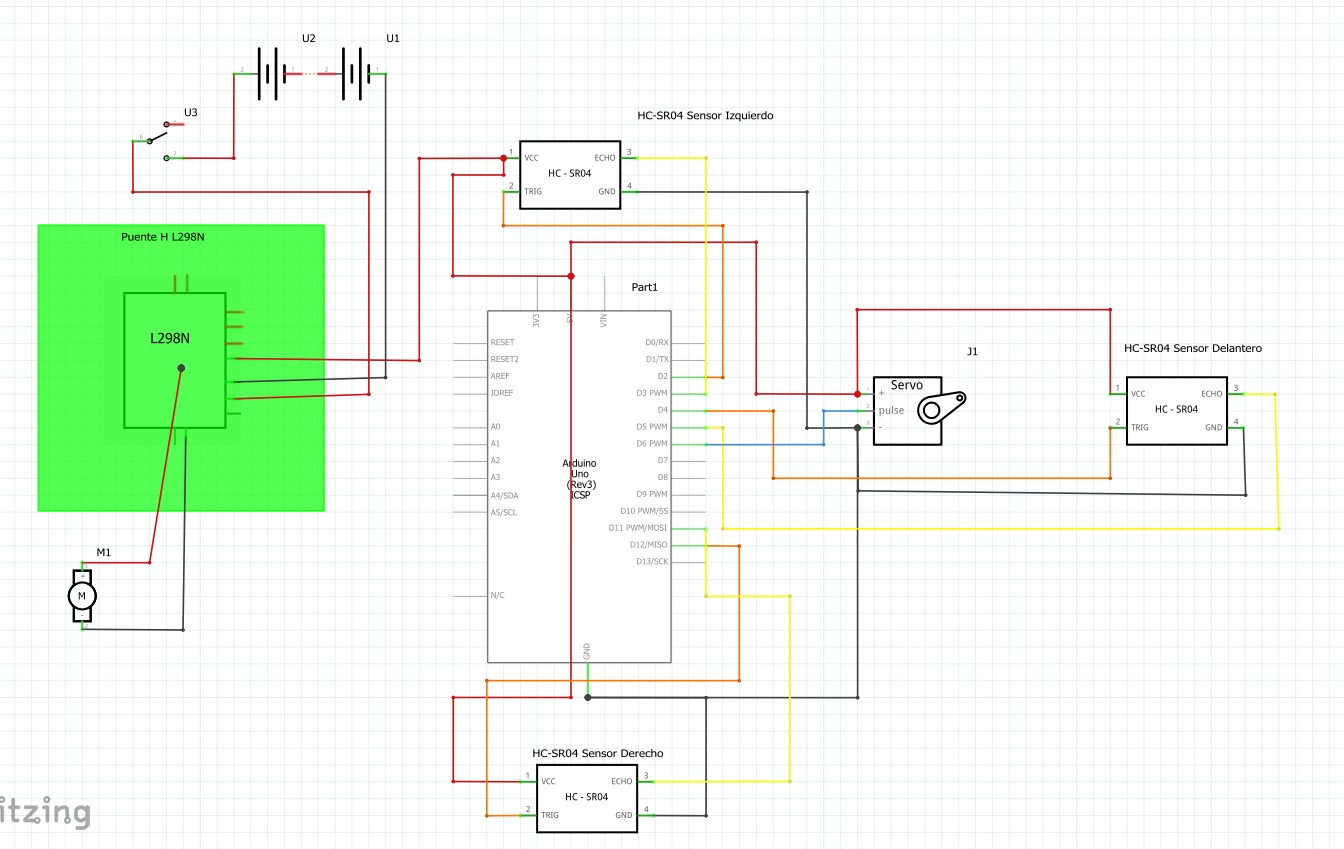 U2
U1
2
1
2
1
U3
HC-SR04 Sensor Izquierdo
1
VCC
ECHO
3
HC - SR04
2
TRIG
GND
4
Puente H L298N
L298N
Part1
3V3
5V
VIN
RESET
RESET2
AREF
IOREF
A0
A1
A2
A3
A4/SDA
A5/SCL
N/C
D0/RX
D1/TX
D2
D3 PWM
D4
D5 PWM
D6 PWM
D7
D8
D9 PWM
D10 PWM/SS
D11 PWM/MOSI
D12/MISO
D13/SCK
Arduino
Uno
(Rev3)
ICSP
GND
J1
Servo
+
pulse
-
HC-SR04 Sensor Delantero
1
VCC
ECHO
3
HC - SR04
2
TRIG
GND
4
M1
+
M
-
HC-SR04 Sensor Derecho
1
VCC
ECHO
3
HC - SR04
2
TRIG
GND
4
itzing